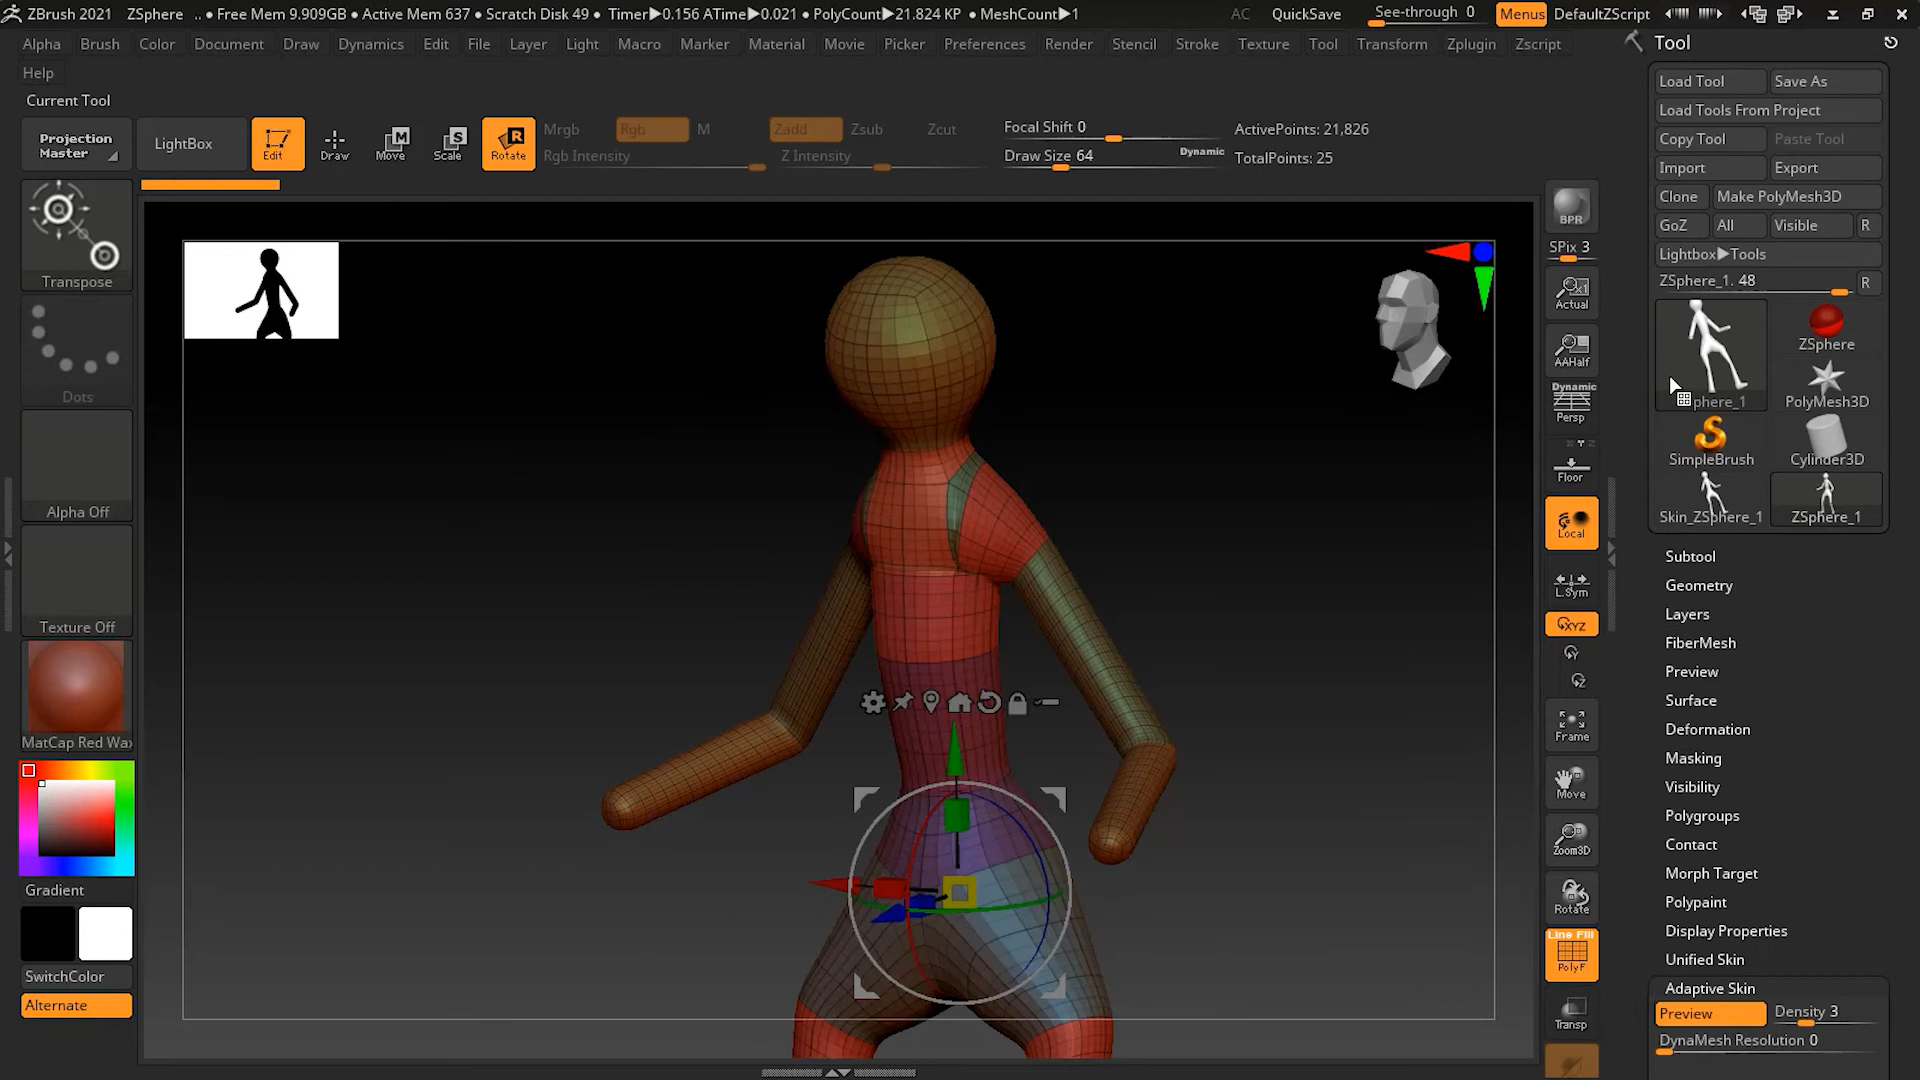 ZBrush 2021 ZSphere .. • Free Mem 9.909GB • Active Mem 637 • Scratch Disk 49 • Timer▶0.156 ATime▶0.021 • PolyCount▶21.824 KP • MeshCount▶1 AC QuickSave See-through 0 Menus DefaultZScript
Alpha Brush Color Document Draw Dynamics Edit File Layer Light Macro Marker Material Movie Picker Preferences Render Stencil Stroke Texture Tool Transform Zplugin Zscript
Help
Current Tool
Projection Master
LightBox
Edit
Draw
M
Move
S
Scale
R
Rotate
Mrgb Rgb M
Rgb Intensity
Zadd Zsub Zcut
Z Intensity
Focal Shift 0
Draw Size 64 Dynamic
ActivePoints: 21,826
TotalPoints: 25
Transpose
Dots
Alpha Off
Texture Off
MatCap Red Wax
Gradient
SwitchColor
Alternate
BPR
SPix 3
Actual
AAHalf
Dynamic
Persp
Floor
Local
L.Sym
XYZ
Y
Z
Frame
Move
Zoom3D
Rotate
Line Fill
PolyF
Transp
Tool
Load Tool Save As
Load Tools From Project
Copy Tool Paste Tool
Import Export
Clone Make PolyMesh3D
GoZ All Visible R
Lightbox▶Tools
ZSphere_1. 48 R
phere_1
ZSphere
PolyMesh3D
SimpleBrush Cylinder3D
Skin_ZSphere_1 ZSphere_1
Subtool
Geometry
Layers
FiberMesh
Preview
Surface
Deformation
Masking
Visibility
Polygroups
Contact
Morph Target
Polypaint
Display Properties
Unified Skin
Adaptive Skin
Preview Density 3
DynaMesh Resolution 0